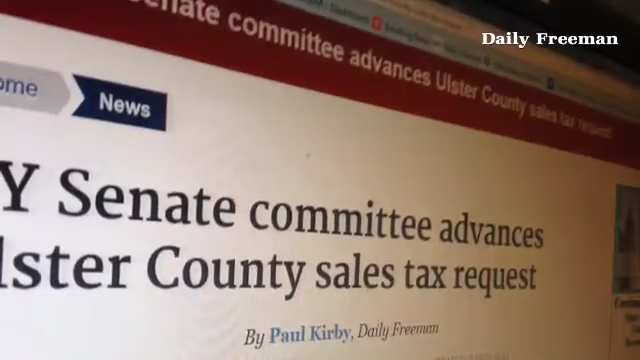 Daily Freeman
enate committee advances Ulster County sales tax request
ome
News
Y Senate committee advances
lster County sales tax request
By Paul Kirby, Daily Freeman